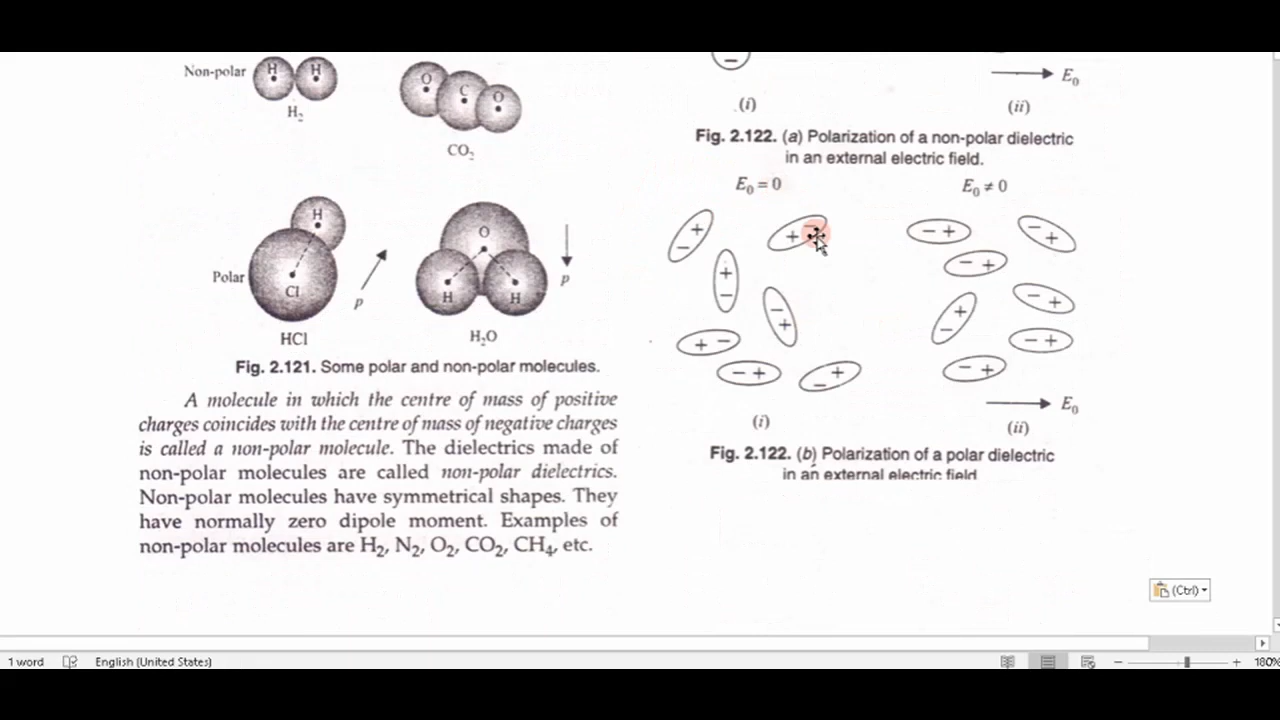 Non-polar
H H
H₂
O C O
CO₂
H
Polar
Cl
p
HCl
O
H H
p
H₂O
Fig. 2.121. Some polar and non-polar molecules.
A molecule in which the centre of mass of positive
charges coincides with the centre of mass of negative
is called a non-polar molecule. The dielectrics made of
non-polar molecules are called non-polar dielectrics.
Non-polar molecules have symmetrical shapes. They
have normally zero dipole moment. Examples of
non-polar molecules are H₂, N₂, O₂, CO₂, CH₄, etc.
−
E₀
(i) (ii)
Fig. 2.122. (a) Polarization of a non-polar dielectric
in an external electric field.
E₀ = 0 E₀ ≠ 0
− + + − − + − +
+ − − +
− + − + − +
+ − − +
− + − + − +
E₀
(i) (ii)
Fig. 2.122. (b) Polarization of a polar dielectric
in an external electric field
(Ctrl)
1 word English (United States) 180%